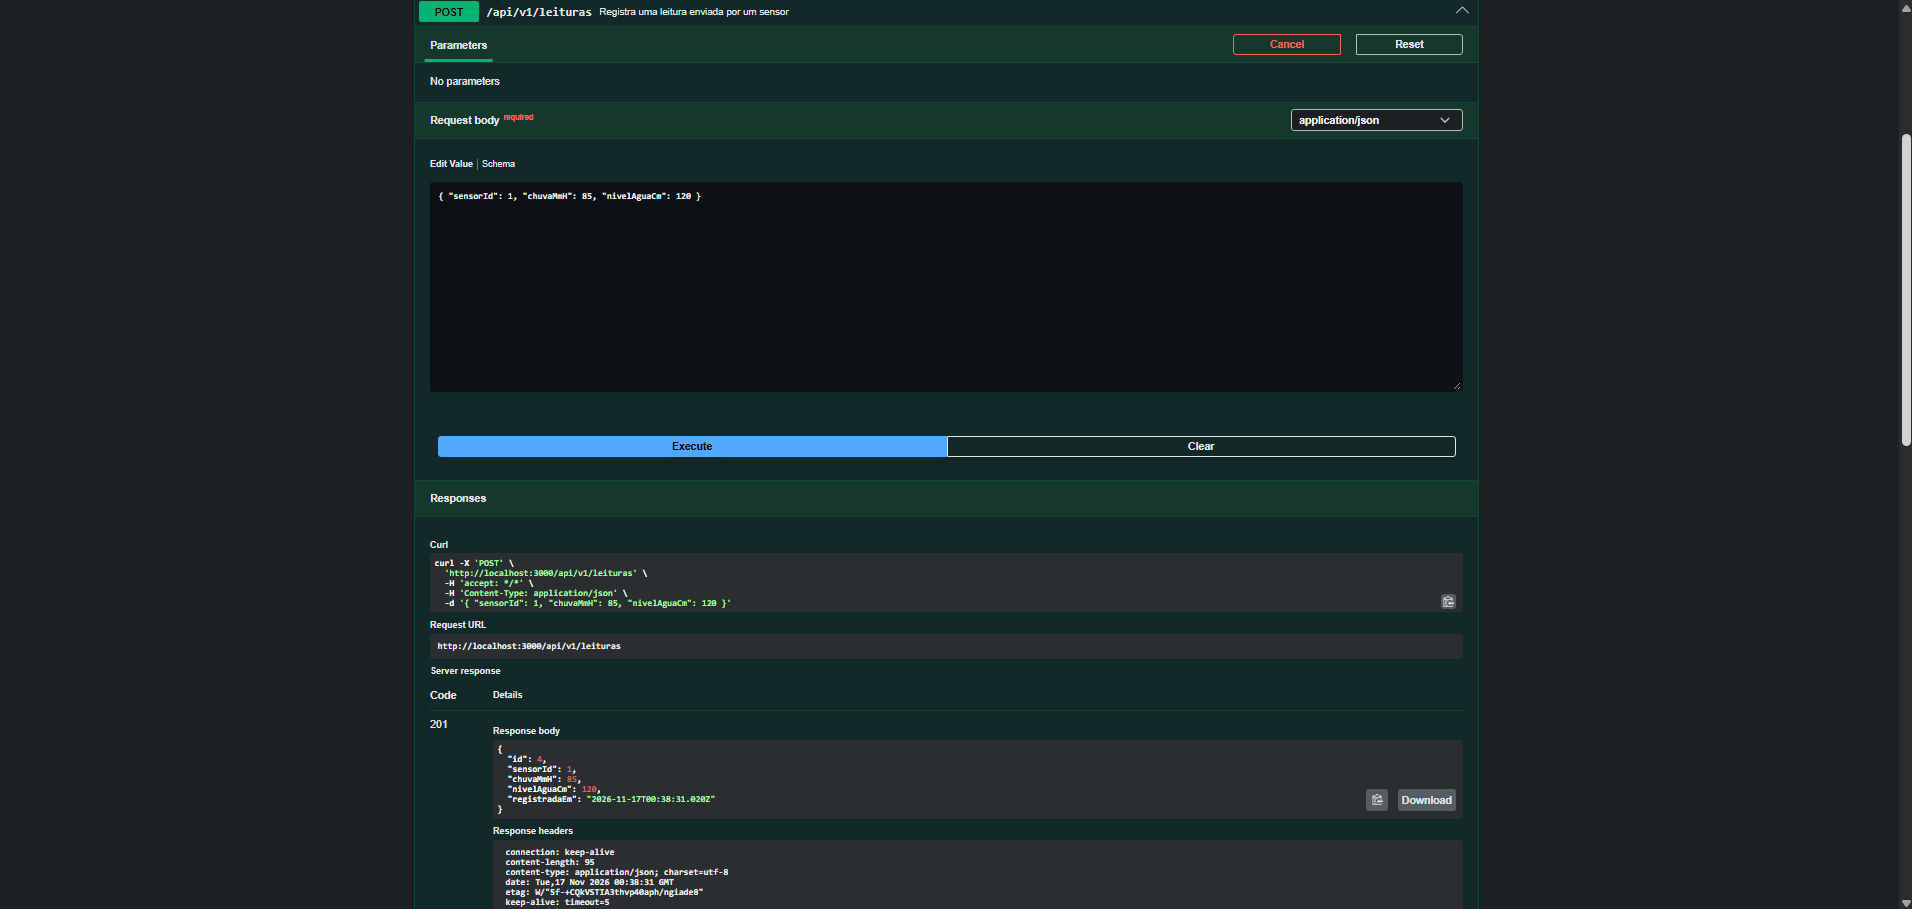 POST /api/v1/leituras Registra uma leitura enviada por um sensor
Parameters
Cancel
Reset
No parameters
Request body required
application/json
Edit Value | Schema
{ "sensorId": 1, "chuvaMmH": 85, "nivelAguaCm": 120 }
Execute
Clear
Responses
Curl
curl -X 'POST' \
'http://localhost:3000/api/v1/leituras' \
-H 'accept: */*' \
-H 'Content-Type: application/json' \
-d '{ "sensorId": 1, "chuvaMmH": 85, "nivelAguaCm": 120 }'
Request URL
http://localhost:3000/api/v1/leituras
Server response
Code Details
201
Response body
{
"id": 4,
"sensorId": 1,
"chuvaMmH": 85,
"nivelAguaCm": 120,
"registradaEm": "2026-11-17T00:38:31.020Z"
}
Download
Response headers
connection: keep-alive
content-length: 95
content-type: application/json; charset=utf-8
date: Tue,17 Nov 2026 00:38:31 GMT
etag: W/"5f-+CQkVSTIA3thvp40aph/ngiade8"
keep-alive: timeout=5